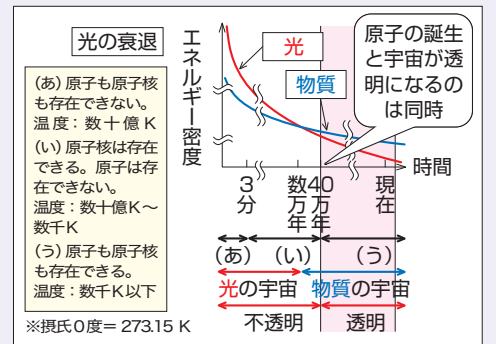 光の衰退
(あ)原子も原子核
も存在できない。
温度:数十億K
(い)原子核は存在
できる。原子は存
在できない。
温度:数十億K〜
数千K
(う)原子も原子核
も存在できる。
温度:数千K以下
※摂氏0度=273.15 K
エネルギー密度
光
物質
原子の誕生
と宇宙が透
明になるの
は同時
時間
3分
数万年
40万年
現在
(あ)
(い)
(う)
光の宇宙
物質の宇宙
不透明
透明